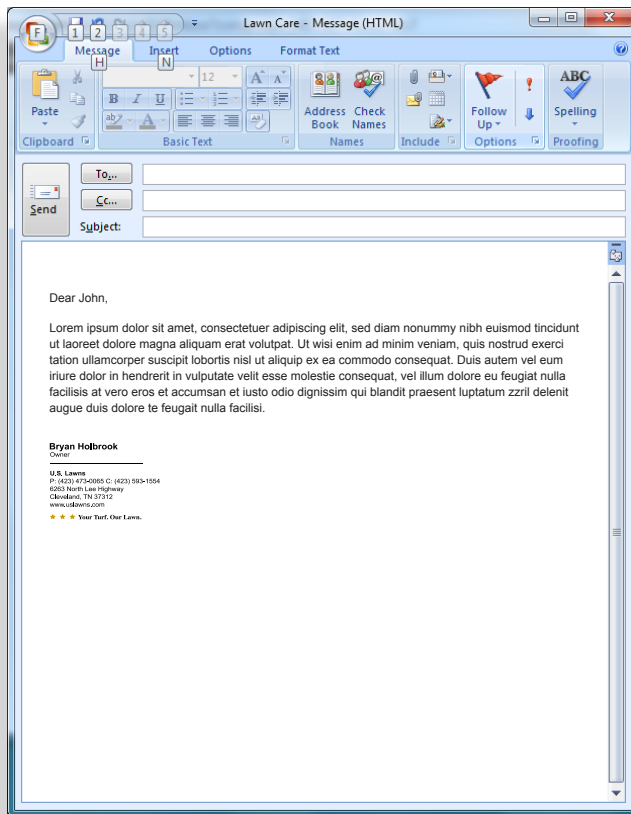 Lawn Care - Message (HTML)
F 1 2 3 4 5
Message Insert Options Format Text
H N
12 A A
Paste
B I U
ab A
Aa
Address Book
Check Names
Follow Up
ABC
Spelling
Clipboard Basic Text Names Include Options Proofing
To...
Send
Cc...
Subject:
Dear John,
Lorem ipsum dolor sit amet, consectetuer adipiscing elit, sed diam nonummy nibh euismod tincidunt
ut laoreet dolore magna aliquam erat volutpat. Ut wisi enim ad minim veniam, quis nostrud exerci
tation ullamcorper suscipit lobortis nisl ut aliquip ex ea commodo consequat. Duis autem vel eum
iriure dolor in hendrerit in vulputate velit esse molestie consequat, vel illum dolore eu feugiat nulla
facilisis at vero eros et accumsan et iusto odio dignissim qui blandit praesent luptatum zzril delenit
augue duis dolore te feugait nulla facilisi.
Bryan Holbrook
Owner
U.S. Lawns
P: (423) 473-0065 C: (423) 593-1554
6263 North Lee Highway
Cleveland, TN 37312
www.uslawns.com
Your Turf. Our Lawn.